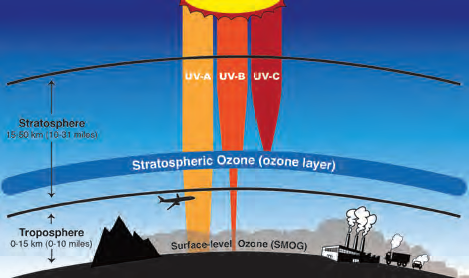 UV-A UV-B UV-C
Stratosphere
15-50 km (10-31 miles)
Stratospheric Ozone (ozone layer)
Troposphere
0-15 km (0-10 miles)
Surface-level Ozone (SMOG)